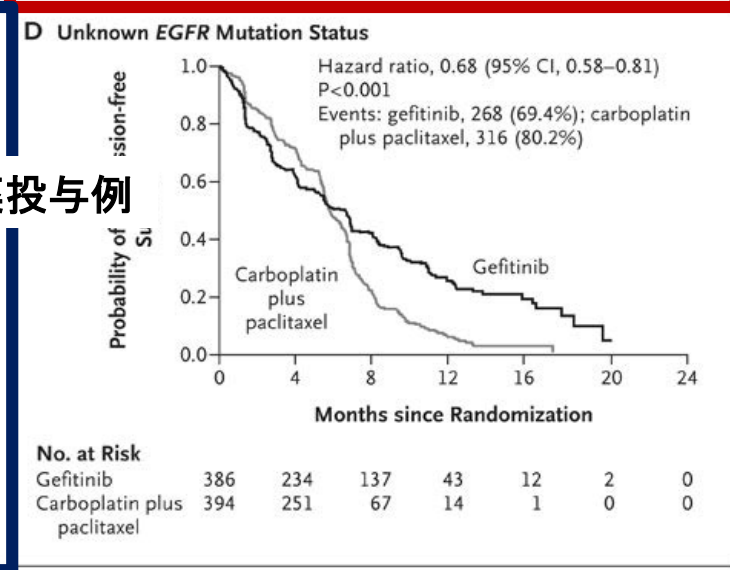 D Unknown EGFR Mutation Status
Hazard ratio, 0.68 (95% CI, 0.58–0.81)
P<0.001
Events: gefitinib, 268 (69.4%); carboplatin
plus paclitaxel, 316 (80.2%)
1.0
0.8
0.6
0.4
0.2
0.0
Probability of
ssion-free
投与例
Gefitinib
Carboplatin
plus
paclitaxel
0 4 8 12 16 20 24
Months since Randomization
No. at Risk
Gefitinib 386 234 137 43 12 2 0
Carboplatin plus 394 251 67 14 1 0 0
paclitaxel